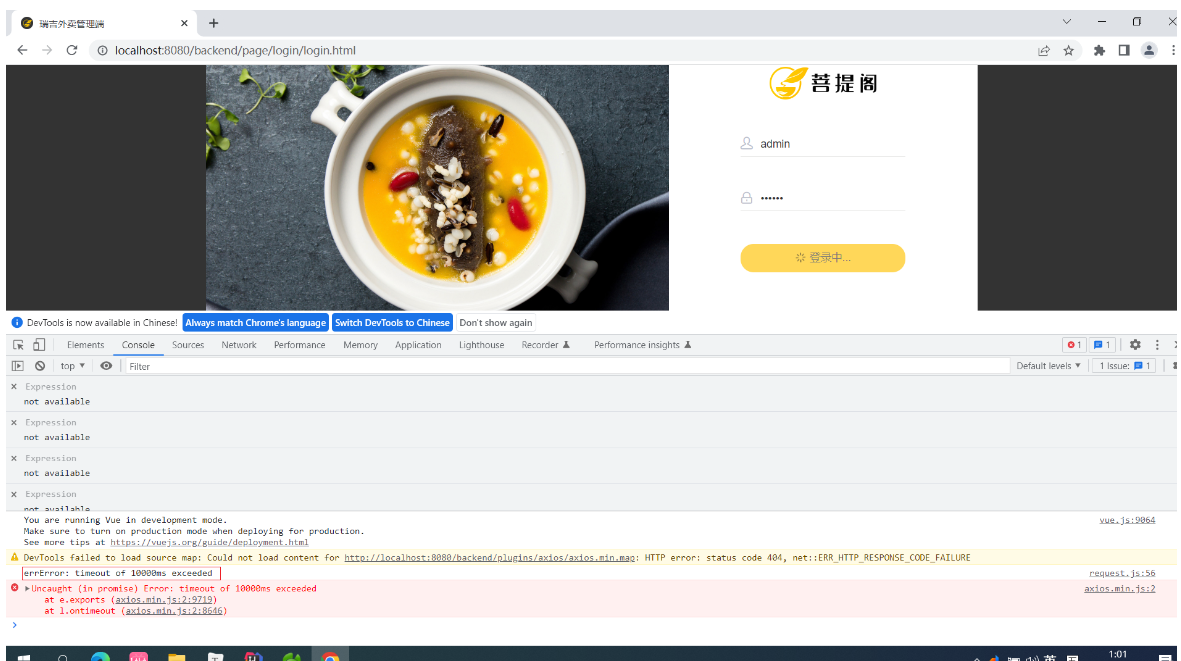 瑞吉外卖管理端
localhost:8080/backend/page/login/login.html
菩提阁
admin
••••••
登录中...
DevTools is now available in Chinese!
Always match Chrome's language
Switch DevTools to Chinese
Don't show again
Elements Console Sources Network Performance Memory Application Lighthouse Recorder Performance insights 1 1
top Filter Default levels 1 Issue: 1
Expression
not available
Expression
not available
Expression
not available
Expression
not available
You are running Vue in development mode. vue.js:9064
Make sure to turn on production mode when deploying for production.
See more tips at https://vuejs.org/guide/deployment.html
DevTools failed to load source map: Could not load content for http://localhost:8080/backend/plugins/axios/axios.min.map: HTTP error: status code 404, net::ERR_HTTP_RESPONSE_CODE_FAILURE
errError: timeout of 10000ms exceeded request.js:56
Uncaught (in promise) Error: timeout of 10000ms exceeded axios.min.js:2
at e.exports (axios.min.js:2:9719)
at l.ontimeout (axios.min.js:2:8646)
英
1:01